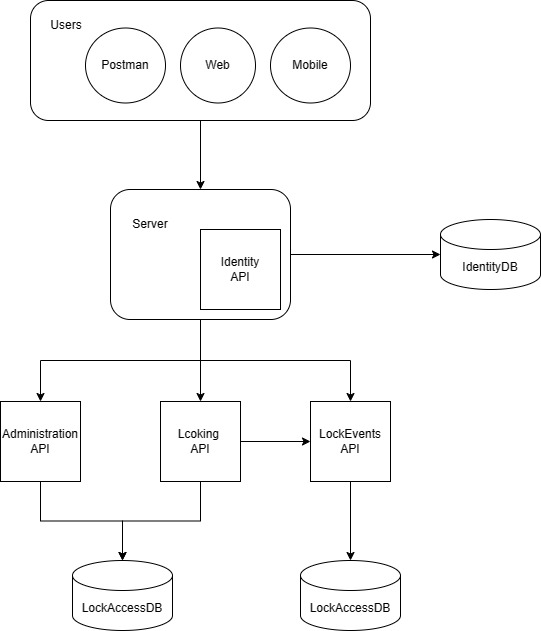 Users
Postman
Web
Mobile
Server
Identity
API
IdentityDB
Administration
API
Lcoking
API
LockEvents
API
LockAccessDB
LockAccessDB